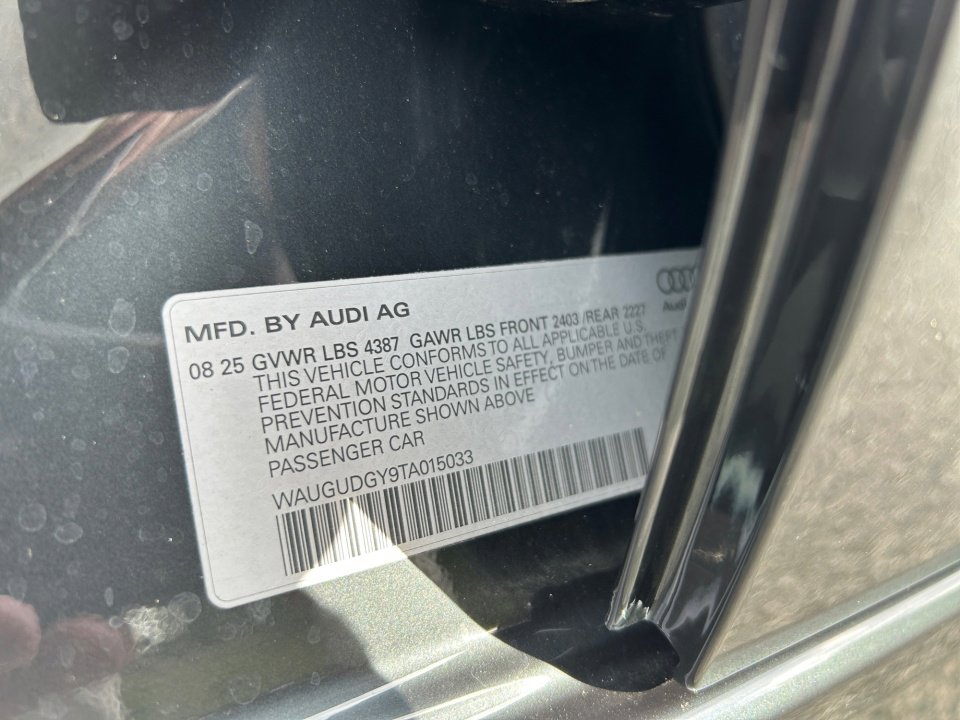 Audi
MFD. BY AUDI AG
08 25 GVWR LBS 4387 GAWR LBS FRONT 2403 /REAR 2227
THIS VEHICLE CONFORMS TO ALL APPLICABLE U.S.
FEDERAL MOTOR VEHICLE SAFETY, BUMPER AND THEFT
PREVENTION STANDARDS IN EFFECT ON THE DATE OF
MANUFACTURE SHOWN ABOVE
PASSENGER CAR
WAUGUDGY9TA015033